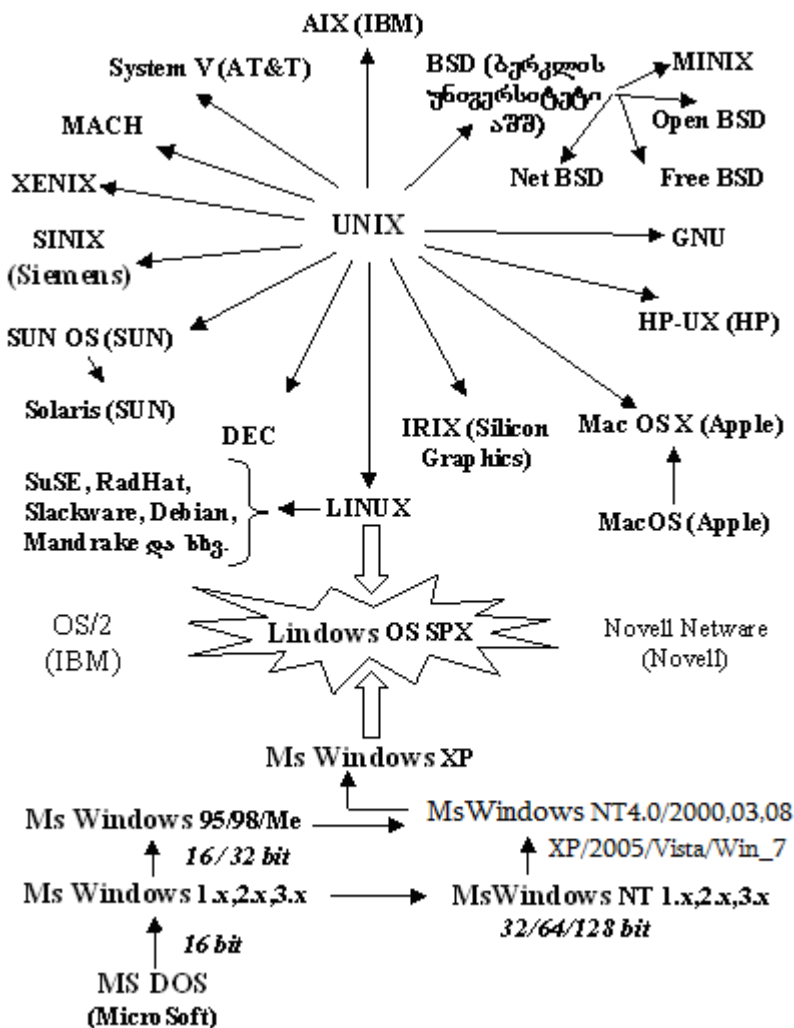 AIX (IBM)
System V (AT&T)
BSD (ბერკლის
უნივერსიტეტი
აშშ)
MINIX
Open BSD
Net BSD
Free BSD
MACH
XENIX
UNIX
GNU
SINIX
(Siemens)
HP-UX (HP)
SUN OS (SUN)
Solaris (SUN)
DEC
IRIX (Silicon
Graphics)
Mac OS X (Apple)
MacOS (Apple)
SuSE, RadHat,
Slackware, Debian,
Mandrake და სხვ.
LINUX
OS/2
(IBM)
Lindows OS SPX
Novell Netware
(Novell)
Ms Windows XP
Ms Windows 95/98/Me
MsWindows NT4.0/2000,03,08
XP/2005/Vista/Win_7
16/32 bit
Ms Windows 1.x,2.x,3.x
MsWindows NT 1.x,2.x,3.x
32/64/128 bit
16 bit
MS DOS
(MicroSoft)